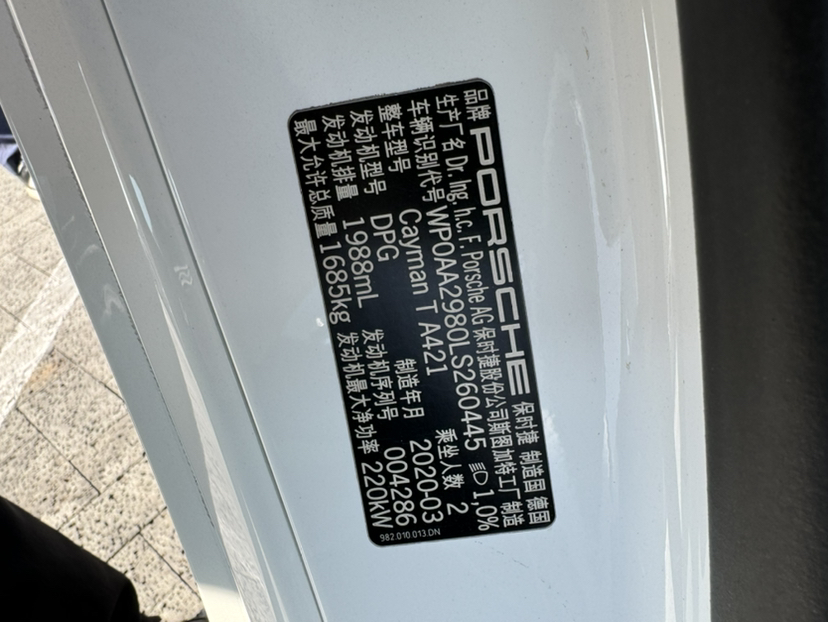 品牌 PORSCHE 保时捷 制造国 德国
生产厂名 Dr. Ing. h.c. F. Porsche AG 保时捷股份公司斯图加特工厂制造
车辆识别代号 WP0AA2980LS260445 1,0%
整车型号 Cayman T A421 乘坐人数 2
发动机型号 DPG 制造年月 2020-03
发动机排量 1988mL 发动机序列号 004286
最大允许总质量 1685kg 发动机最大净功率 220kW
982.010.013.DN